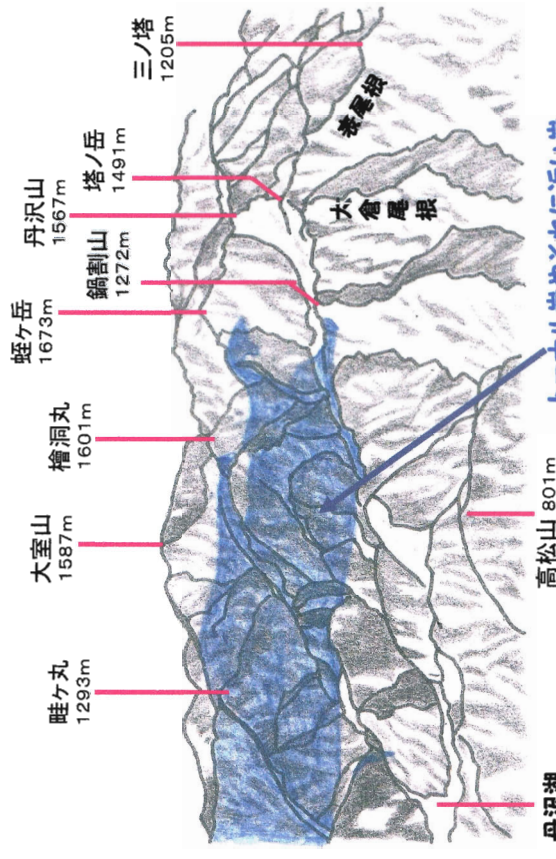 畦ヶ丸
1293m
大室山
1587m
檜洞丸
1601m
蛭ヶ岳
1673m
丹沢山
1567m
鍋割山
1272m
塔ノ岳
1491m
三ノ塔
1205m
表尾根
大倉尾根
高松山 801m